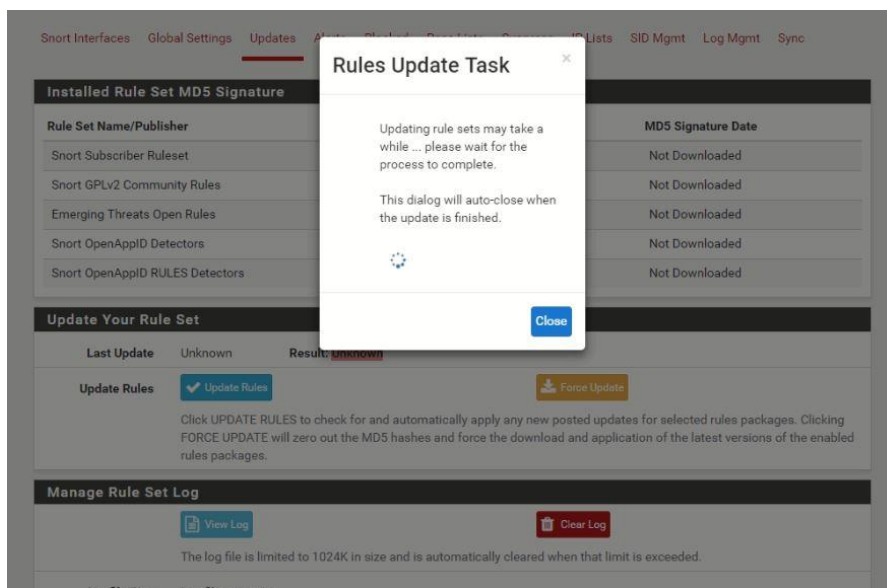 Snort Interfaces Global Settings Updates Lists SID Mgmt Log Mgmt Sync
Rules Update Task ×
Installed Rule Set MD5 Signature
Rule Set Name/Publisher MD5 Signature Date
Snort Subscriber Ruleset Not Downloaded
Snort GPLv2 Community Rules Not Downloaded
Emerging Threats Open Rules Not Downloaded
Snort OpenAppID Detectors Not Downloaded
Snort OpenAppID RULES Detectors Not Downloaded
Updating rule sets may take a
while ... please wait for the
process to complete.
This dialog will auto-close when
the update is finished.
Close
Update Your Rule Set
Last Update Unknown Result: Unknown
Update Rules Update Rules Force Update
Click UPDATE RULES to check for and automatically apply any new posted updates for selected rules packages. Clicking
FORCE UPDATE will zero out the MD5 hashes and force the download and application of the latest versions of the enabled
rules packages.
Manage Rule Set Log
View Log Clear Log
The log file is limited to 1024K in size and is automatically cleared when that limit is exceeded.